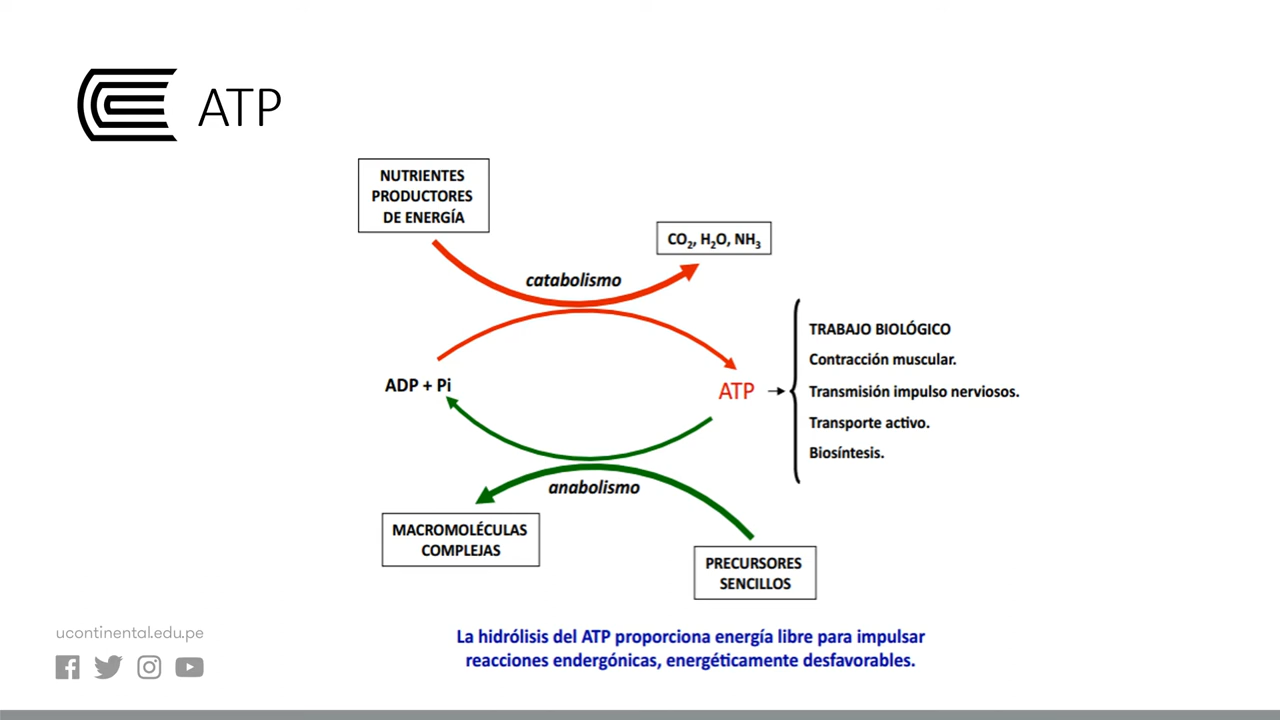 ATP
NUTRIENTES
PRODUCTORES
DE ENERGÍA
CO₂, H₂O, NH₃
catabolismo
TRABAJO BIOLÓGICO
Contracción muscular.
ADP + Pi
ATP
Transmisión impulso nerviosos.
Transporte activo.
Biosíntesis.
anabolismo
MACROMOLÉCULAS
COMPLEJAS
PRECURSORES
SENCILLOS
ucontinental.edu.pe
La hidrólisis del ATP proporciona energía libre para impulsar
reacciones endergónicas, energéticamente desfavorables.